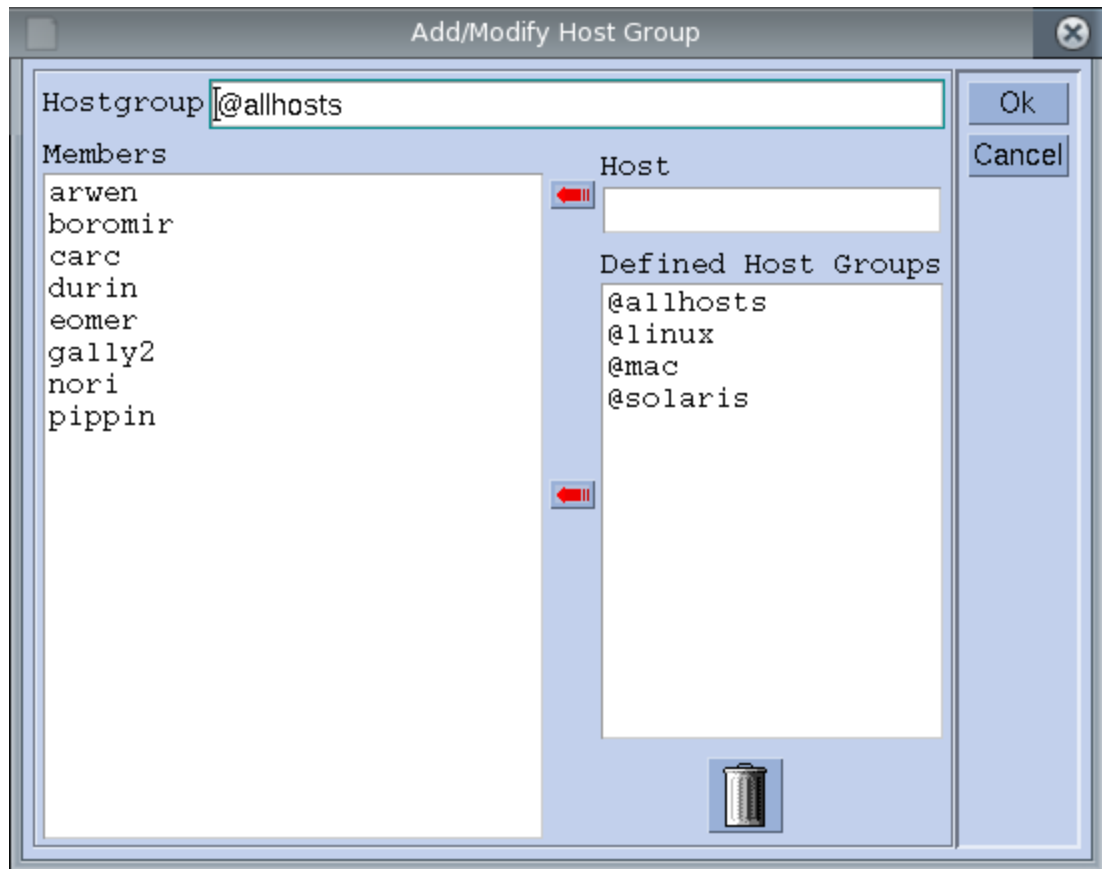 Add/Modify Host Group
Hostgroup @allhosts
Ok
Cancel
Members
arwen
boromir
carc
durin
eomer
gally2
nori
pippin
Host
Defined Host Groups
@allhosts
@linux
@mac
@solaris